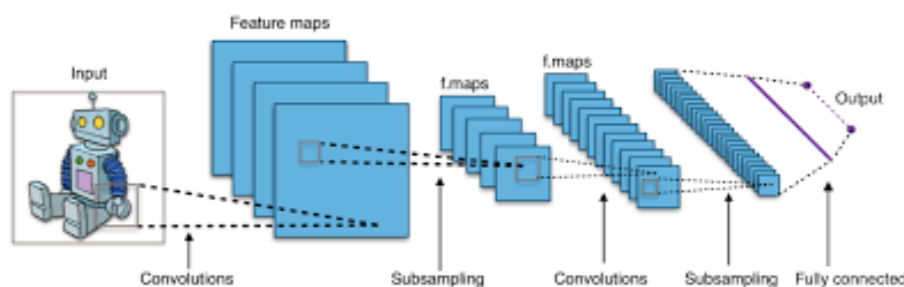 Feature maps
Input
f.maps
f.maps
Output
Convolutions
Subsampling
Convolutions
Subsampling
Fully connected